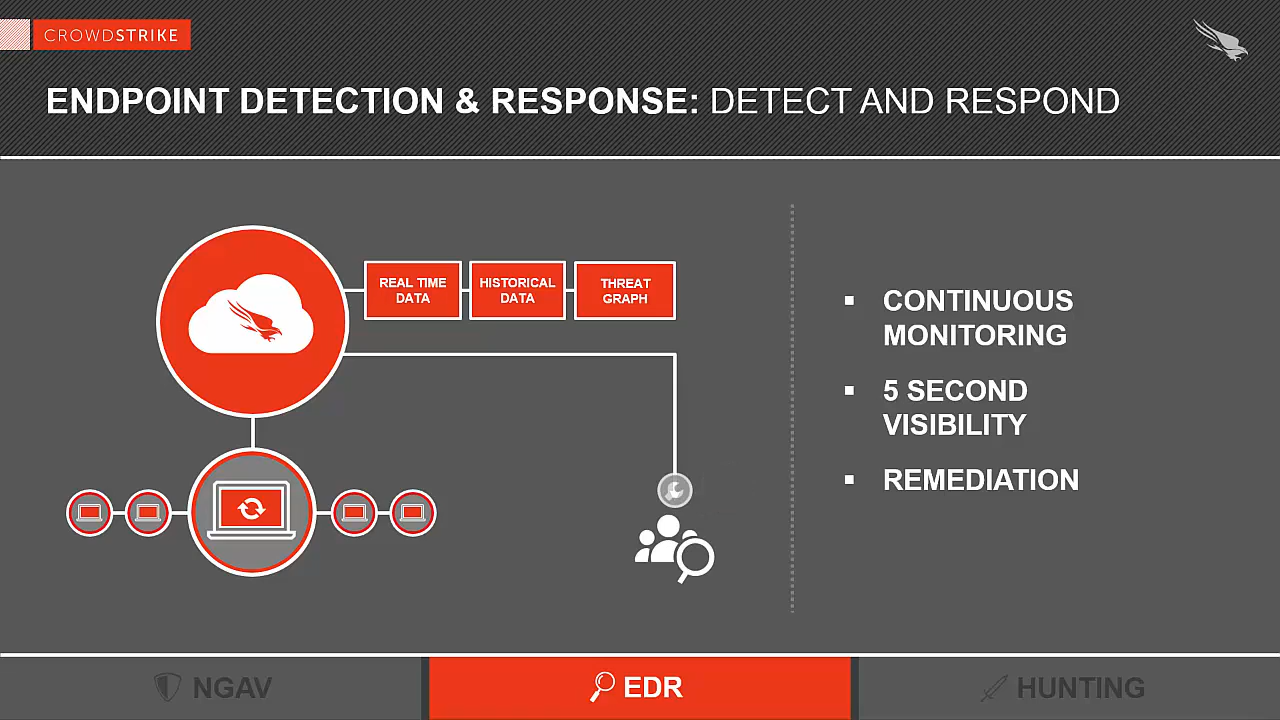 CROWDSTRIKE
ENDPOINT DETECTION & RESPONSE: DETECT AND RESPOND
REAL TIME
DATA
HISTORICAL
DATA
THREAT
GRAPH
▪ CONTINUOUS
MONITORING
▪ 5 SECOND
VISIBILITY
▪ REMEDIATION
NGAV
EDR
HUNTING